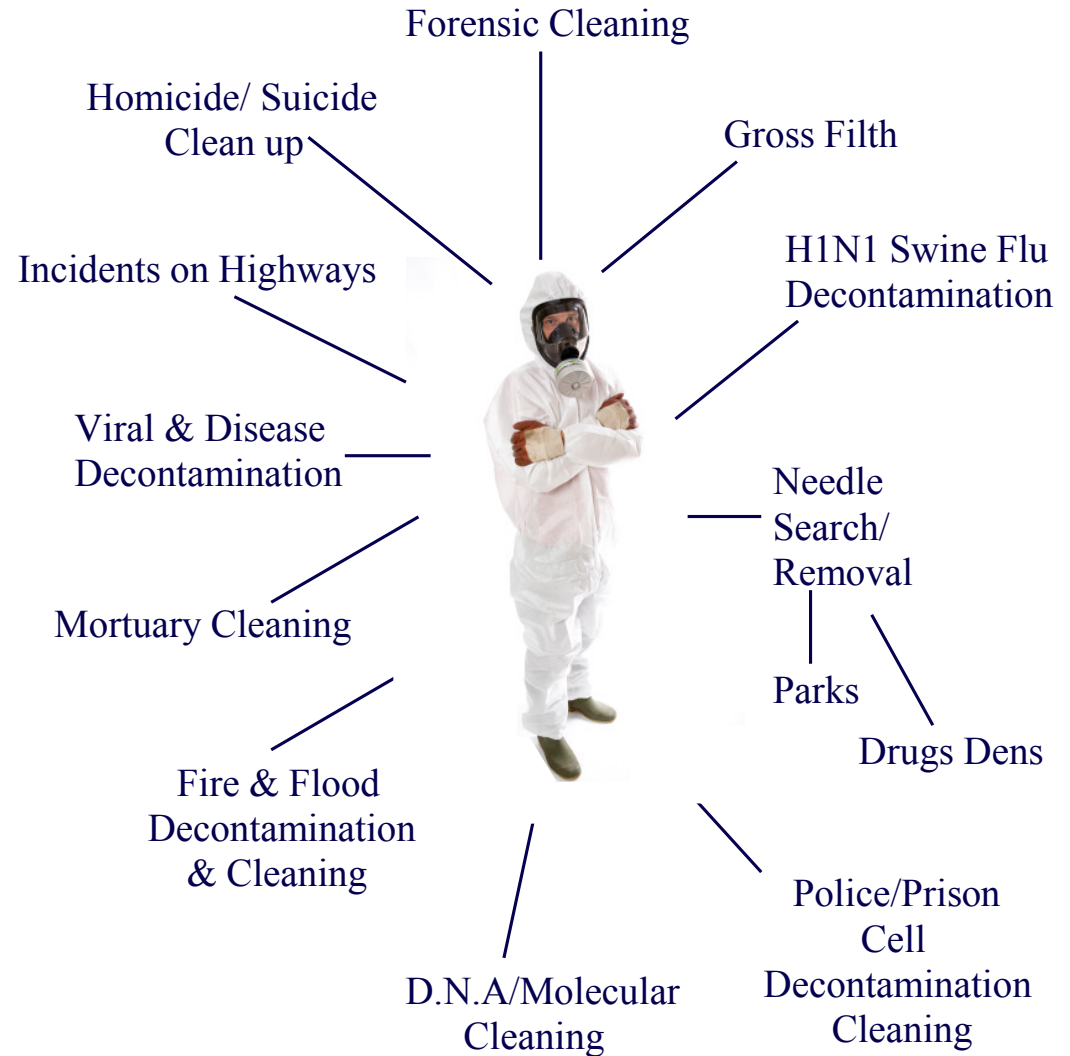 Forensic Cleaning
Homicide/ Suicide
Clean up
Gross Filth
H1N1 Swine Flu
Decontamination
Incidents on Highways
Viral & Disease
Decontamination
Needle
Search/
Removal
Mortuary Cleaning
Parks
Drugs Dens
Fire & Flood
Decontamination
& Cleaning
Police/Prison
Cell
Decontamination
Cleaning
D.N.A/Molecular
Cleaning